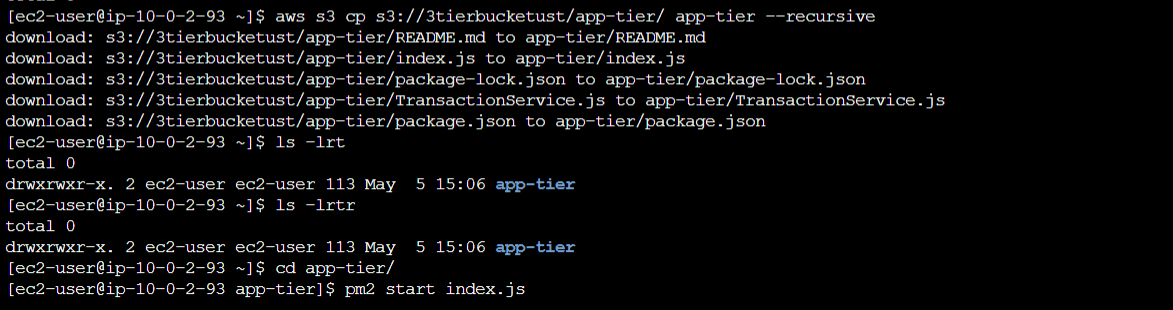 [ec2-user@ip-10-0-2-93 ~]$ aws s3 cp s3://3tierbucketust/app-tier/ app-tier --recursive
download: s3://3tierbucketust/app-tier/README.md to app-tier/README.md
download: s3://3tierbucketust/app-tier/index.js to app-tier/index.js
download: s3://3tierbucketust/app-tier/package-lock.json to app-tier/package-lock.json
download: s3://3tierbucketust/app-tier/TransactionService.js to app-tier/TransactionService.js
download: s3://3tierbucketust/app-tier/package.json to app-tier/package.json
[ec2-user@ip-10-0-2-93 ~]$ ls -lrt
total 0
drwxrwxr-x. 2 ec2-user ec2-user 113 May  5 15:06 app-tier
[ec2-user@ip-10-0-2-93 ~]$ ls -lrtr
total 0
drwxrwxr-x. 2 ec2-user ec2-user 113 May  5 15:06 app-tier
[ec2-user@ip-10-0-2-93 ~]$ cd app-tier/
[ec2-user@ip-10-0-2-93 app-tier]$ pm2 start index.js